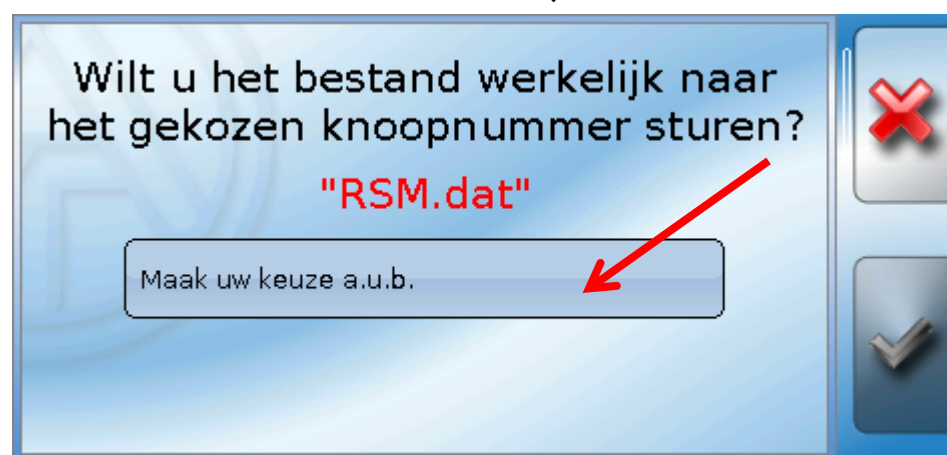 Wilt u het bestand werkelijk naar
het gekozen knoopnummer sturen?
"RSM.dat"
Maak uw keuze a.u.b.